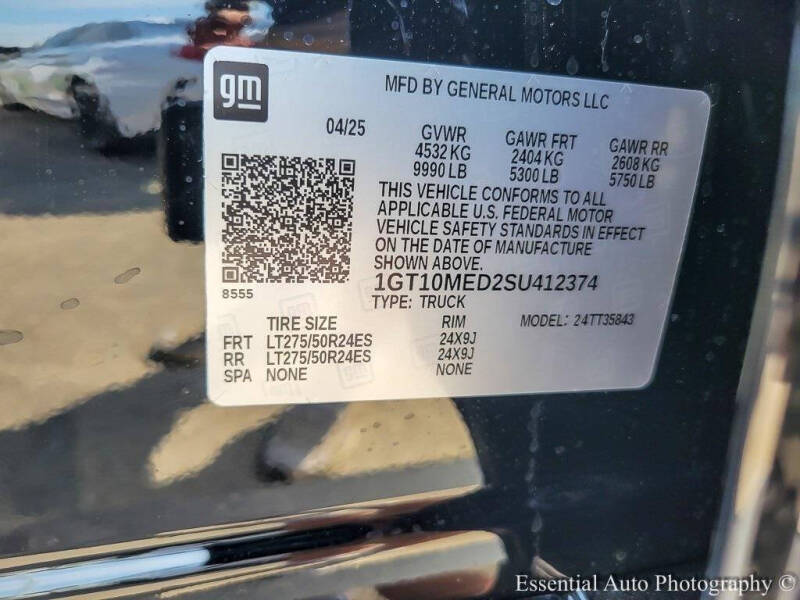 gm
MFD BY GENERAL MOTORS LLC
04/25 GVWR GAWR FRT GAWR RR
4532 KG 2404 KG 2608 KG
9990 LB 5300 LB 5750 LB
THIS VEHICLE CONFORMS TO ALL
APPLICABLE U.S. FEDERAL MOTOR
VEHICLE SAFETY STANDARDS IN EFFECT
ON THE DATE OF MANUFACTURE
SHOWN ABOVE.
8555
1GT10MED2SU412374
TYPE: TRUCK
TIRE SIZE RIM MODEL: 24TT35843
FRT LT275/50R24ES 24X9J
RR LT275/50R24ES 24X9J
SPA NONE NONE
Essential Auto Photography ©